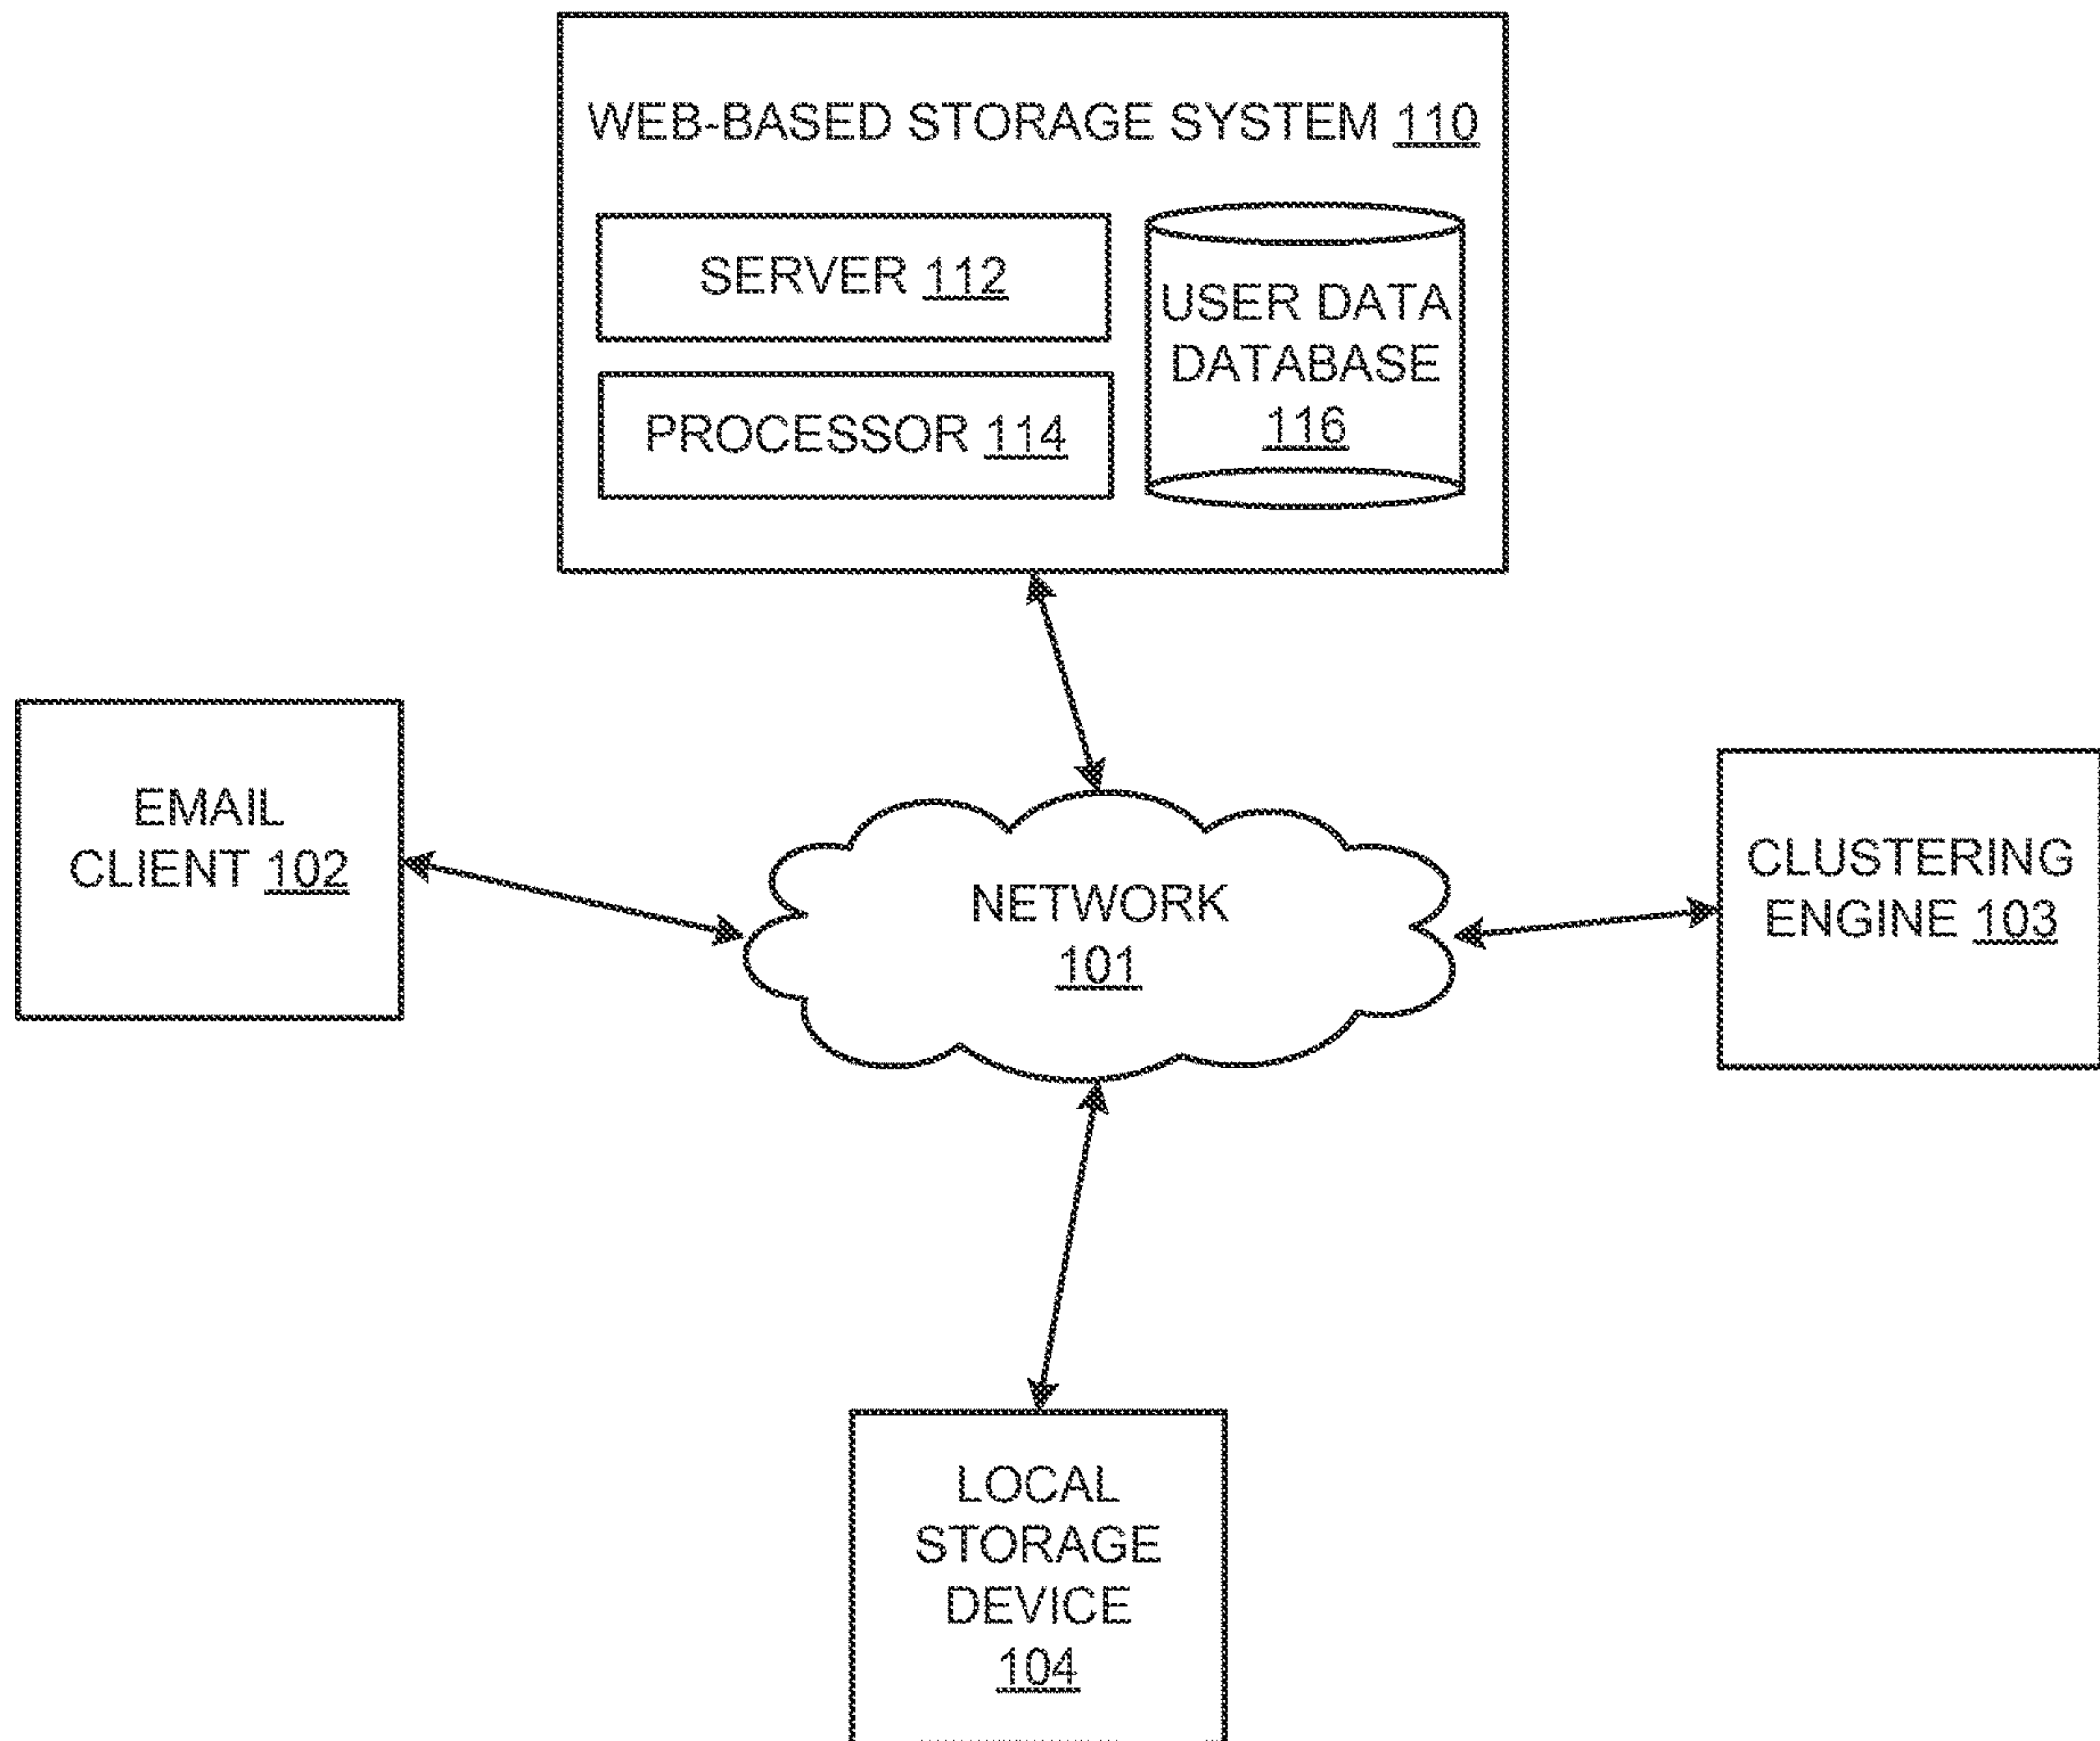 WEB-BASED STORAGE SYSTEM 110
SERVER 112
PROCESSOR 114
USER DATA
DATABASE
116
EMAIL
CLIENT 102
NETWORK
101
CLUSTERING
ENGINE 103
LOCAL
STORAGE
DEVICE
104